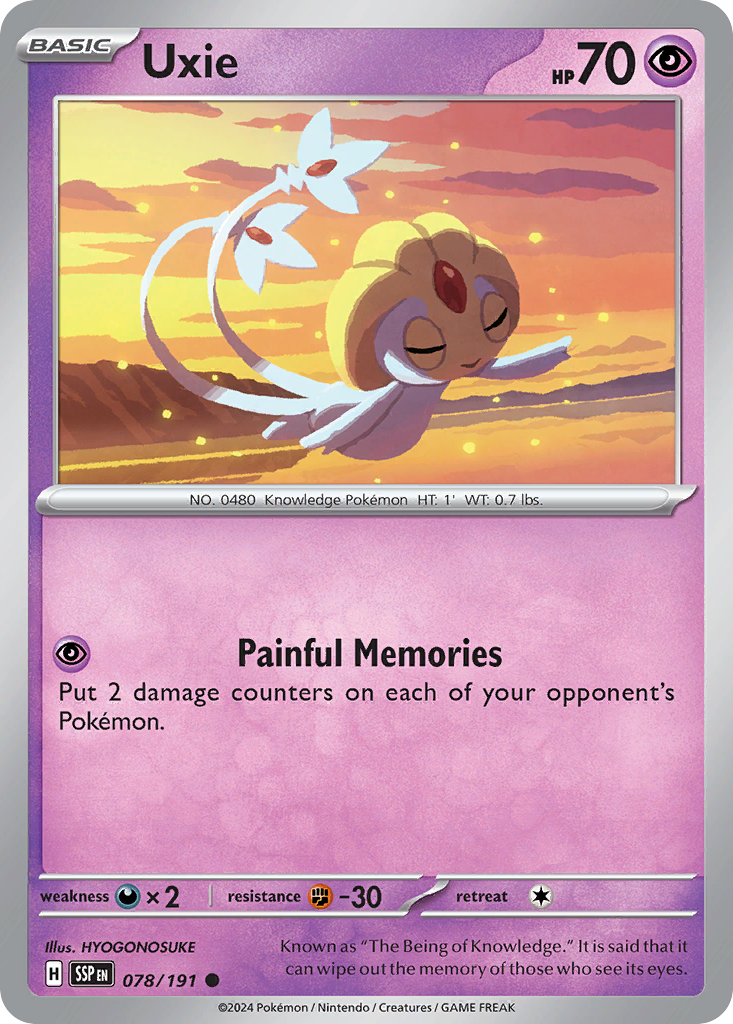 BASIC
Uxie
HP 70
NO. 0480 Knowledge Pokémon HT: 1' WT: 0.7 lbs.
Painful Memories
Put 2 damage counters on each of your opponent's
Pokémon.
weakness ×2 resistance -30 retreat
Illus. HYOGONOSUKE
Known as "The Being of Knowledge." It is said that it
can wipe out the memory of those who see its eyes.
H SSP EN 078/191
©2024 Pokémon / Nintendo / Creatures / GAME FREAK